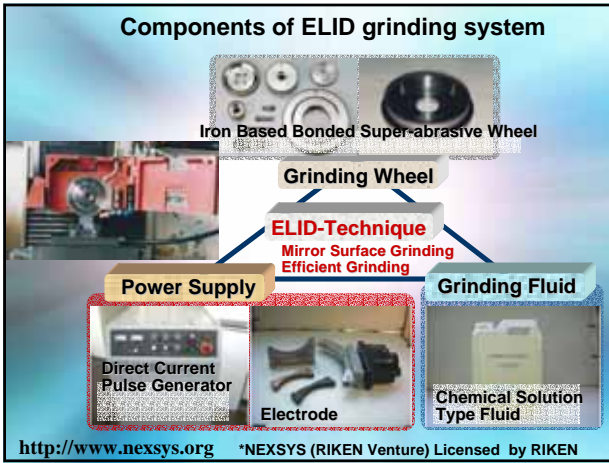 Components of ELID grinding system
Iron Based Bonded Super-abrasive Wheel
Grinding Wheel
ELID-Technique
Mirror Surface Grinding
Efficient Grinding
Power Supply
Grinding Fluid
Direct Current
Pulse Generator
Electrode
Chemical Solution
Type Fluid
http://www.nexsys.org
*NEXSYS (RIKEN Venture) Licensed by RIKEN